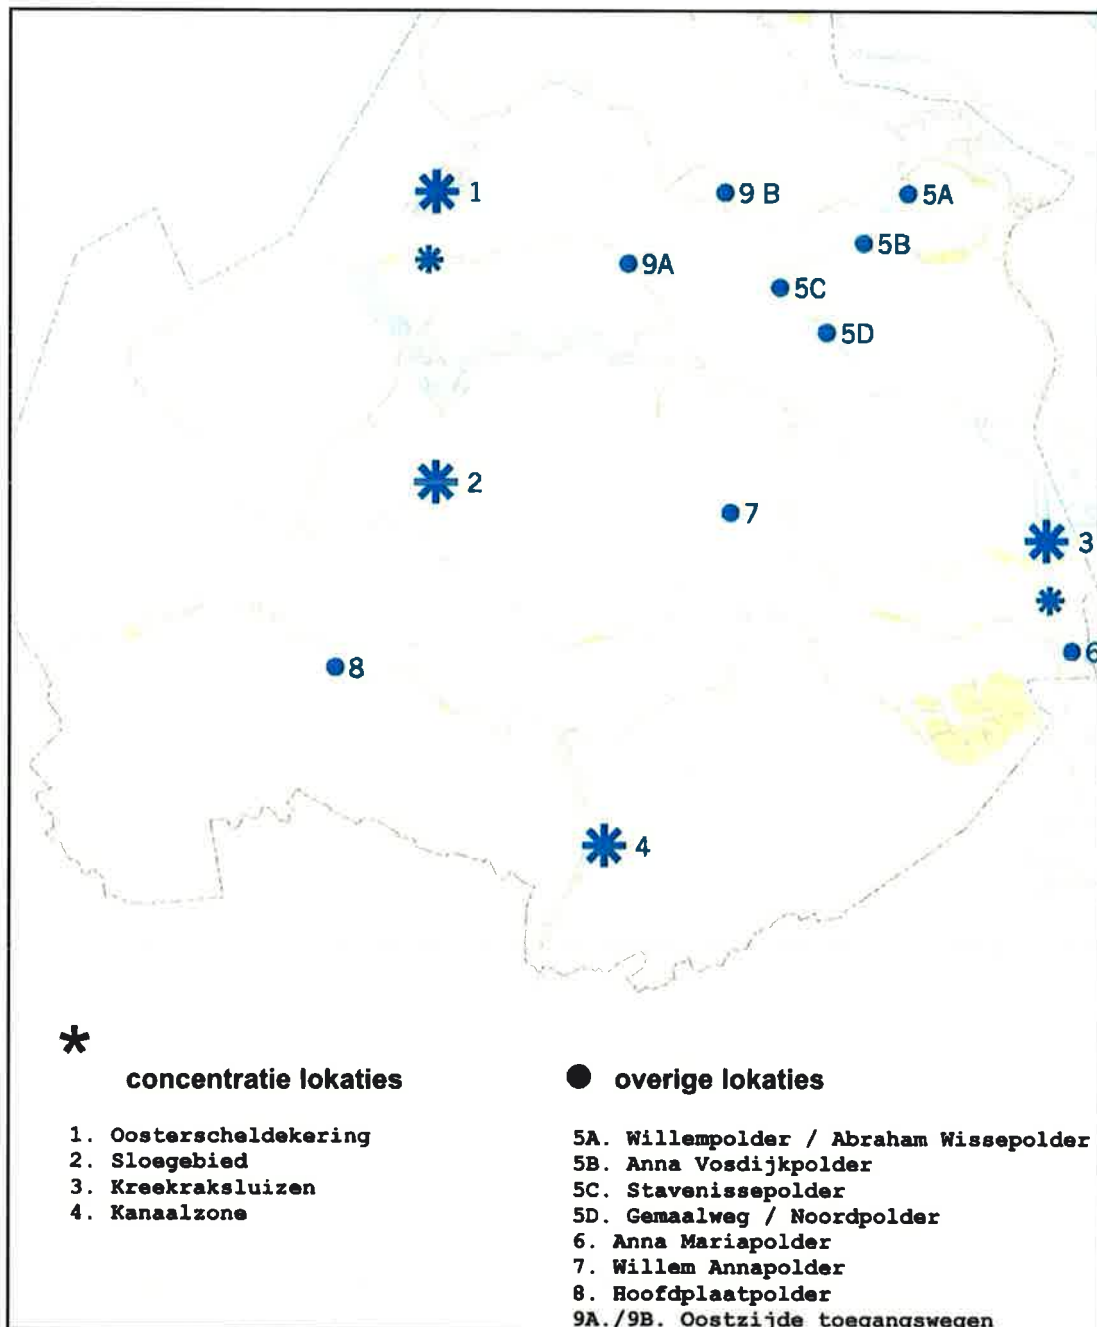 1
9 B
5A
5B
9A
5C
5D
2
7
3
6
8
4
*
concentratie lokaties
1. Oosterscheldekering
2. Sloegebied
3. Kreekraksluizen
4. Kanaalzone
overige lokaties
5A. Willempolder / Abraham Wissepolder
5B. Anna Vosdijkpolder
5C. Stavenissepolder
5D. Gemaalweg / Noordpolder
6. Anna Mariapolder
7. Willem Annapolder
8. Hoofdplaatpolder
9A./9B. Oostzijde toegangswegen